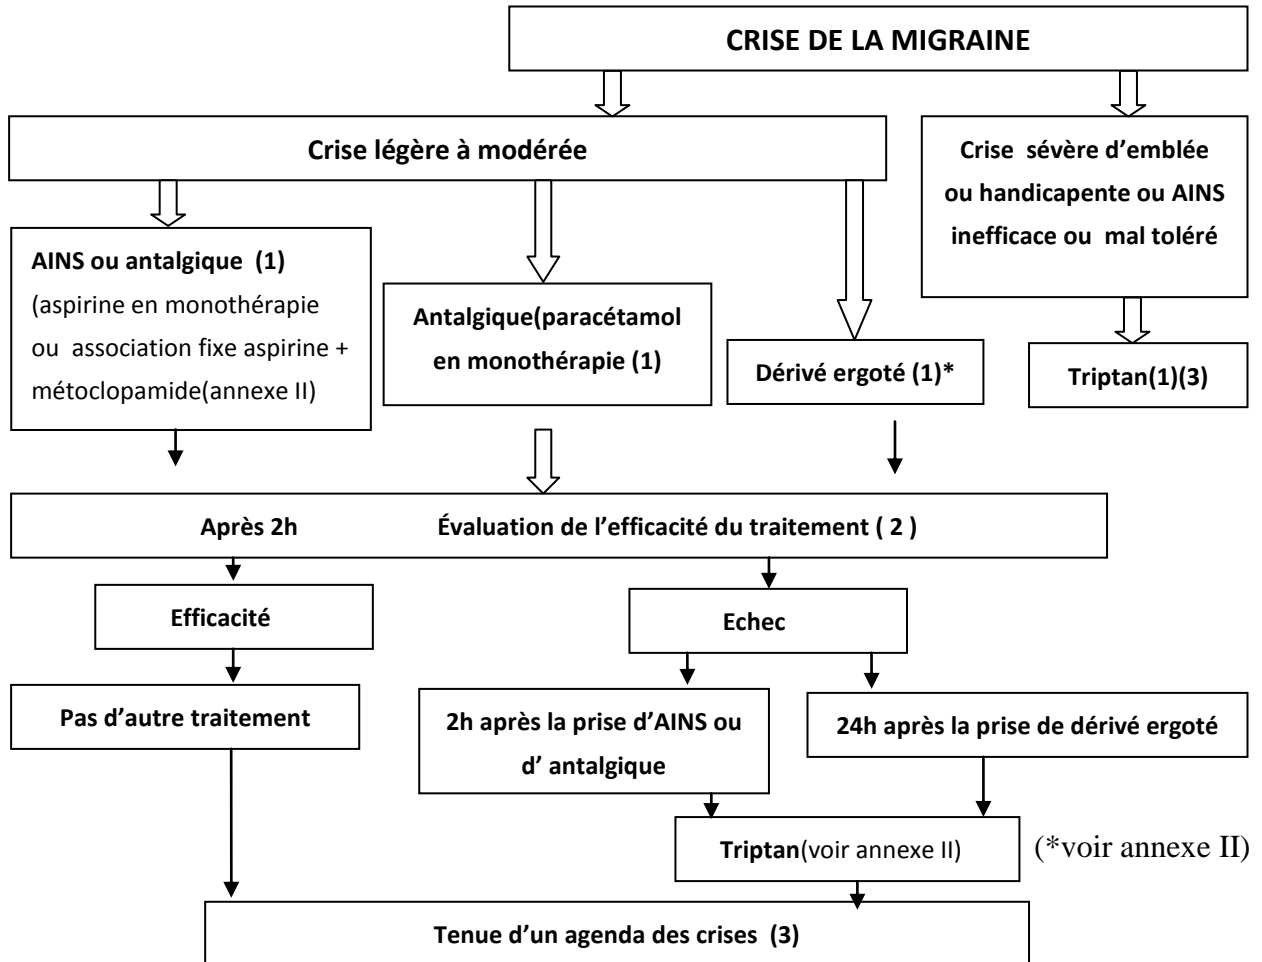 CRISE DE LA MIGRAINE
Crise légère à modérée
Crise sévère d'emblée
ou handicapente ou AINS
inefficace ou mal toléré
AINS ou antalgique (1)
(aspirine en monothérapie
ou association fixe aspirine +
métoclopamide(annexe II)
Antalgique(paracétamol
en monothérapie (1)
Dérivé ergoté (1)*
Triptan(1)(3)
Après 2h Évaluation de l'efficacité du traitement ( 2 )
Efficacité
Echec
Pas d'autre traitement
2h après la prise d'AINS ou
d' antalgique
24h après la prise de dérivé ergoté
Triptan(voir annexe II)
(*voir annexe II)
Tenue d'un agenda des crises (3)